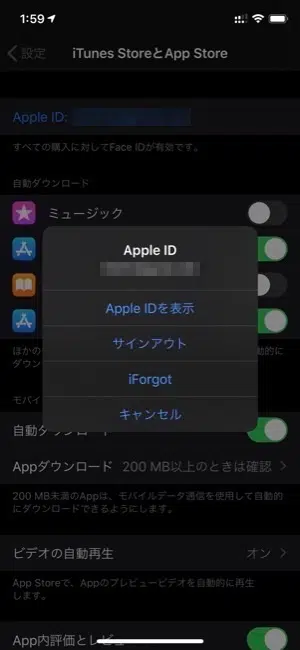 1:59
設定
iTunes StoreとApp Store
Apple ID:
すべての購入に対してFace IDが有効です。
自動ダウンロード
ミュージック
Apple ID
Apple IDを表示
サインアウト
iForgot
キャンセル
ほかの
動的に
ダウン
モバイ
自動ダウンロード
Appダウンロード 200 MB以上のときは確認
200 MB未満のAppは、モバイルデータ通信を使用して自動的
にダウンロードできるようにします。
ビデオの自動再生 オン
App Storeで、Appのプレビュービデオを自動的に再生
します。
App内評価とレビュー